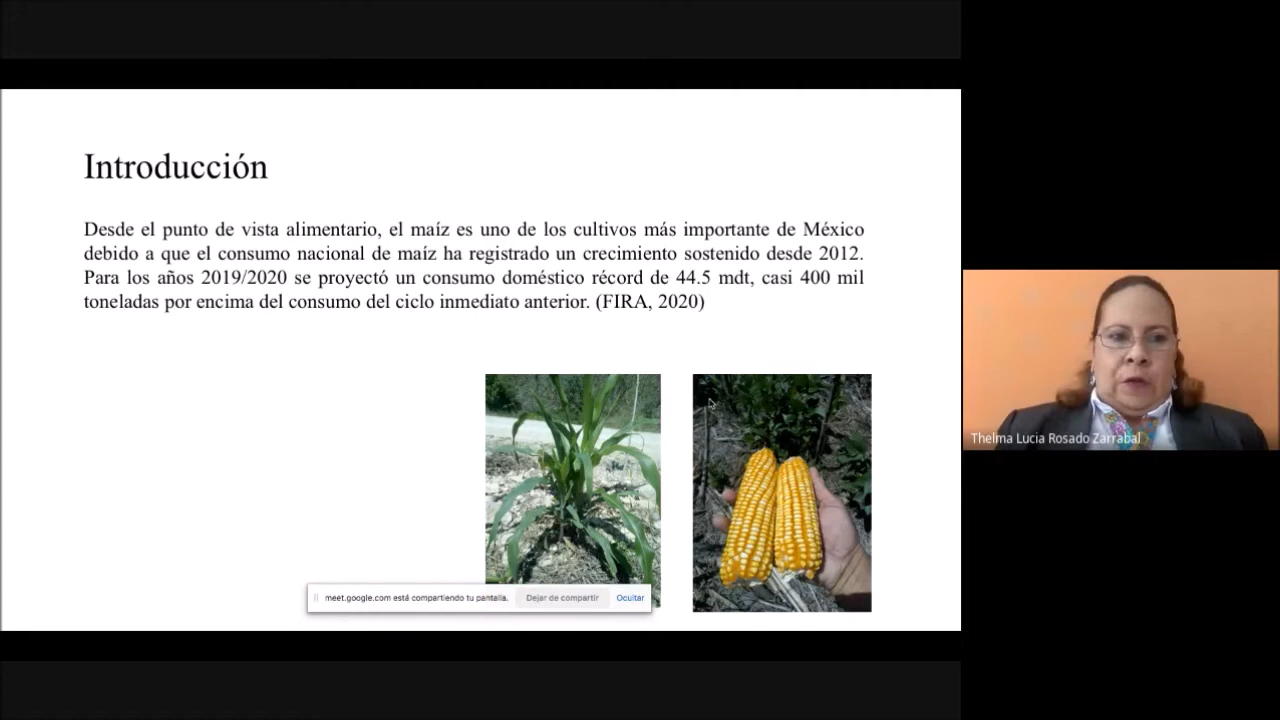 Introducción
Desde el punto de vista alimentario, el maíz es uno de los cultivos más importante de México
debido a que el consumo nacional de maíz ha registrado un crecimiento sostenido desde 2012.
Para los años 2019/2020 se proyectó un consumo doméstico récord de 44.5 mdt, casi 400 mil
toneladas por encima del consumo del ciclo inmediato anterior. (FIRA, 2020)
Thelma Lucia Rosado Zarrabal
meet.google.com está compartiendo tu pantalla. Dejar de compartir Ocultar